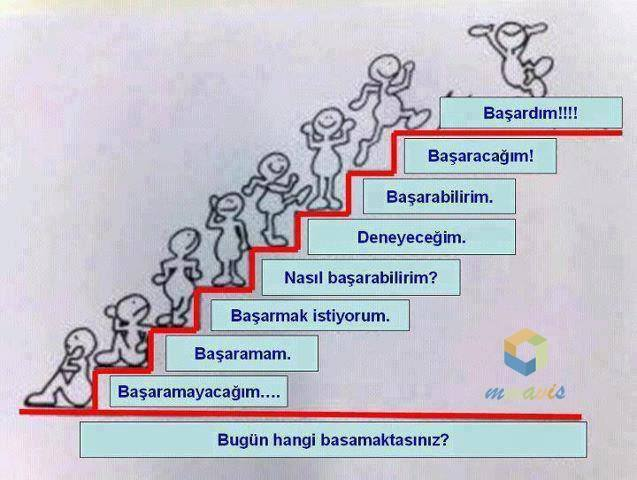 Başardım!!!!
Başaracağım!
Başarabilirim.
Deneyeceğim.
Nasıl başarabilirim?
Başarmak istiyorum.
Başaramam.
Başaramayacağım....
Bugün hangi basamaktasınız?